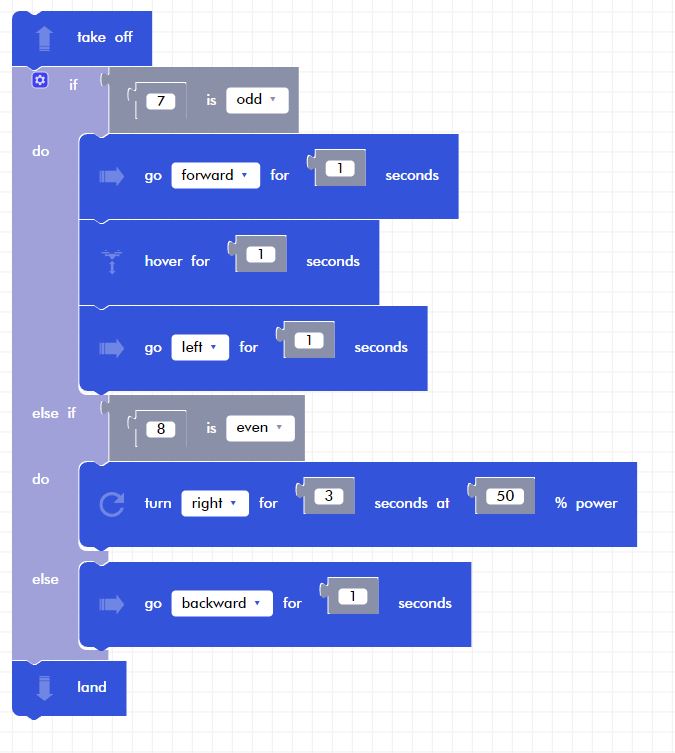 take off
if 7 is odd
do
go forward for 1 seconds
hover for 1 seconds
go left for 1 seconds
else if 8 is even
do
turn right for 3 seconds at 50 % power
else
go backward for 1 seconds
land